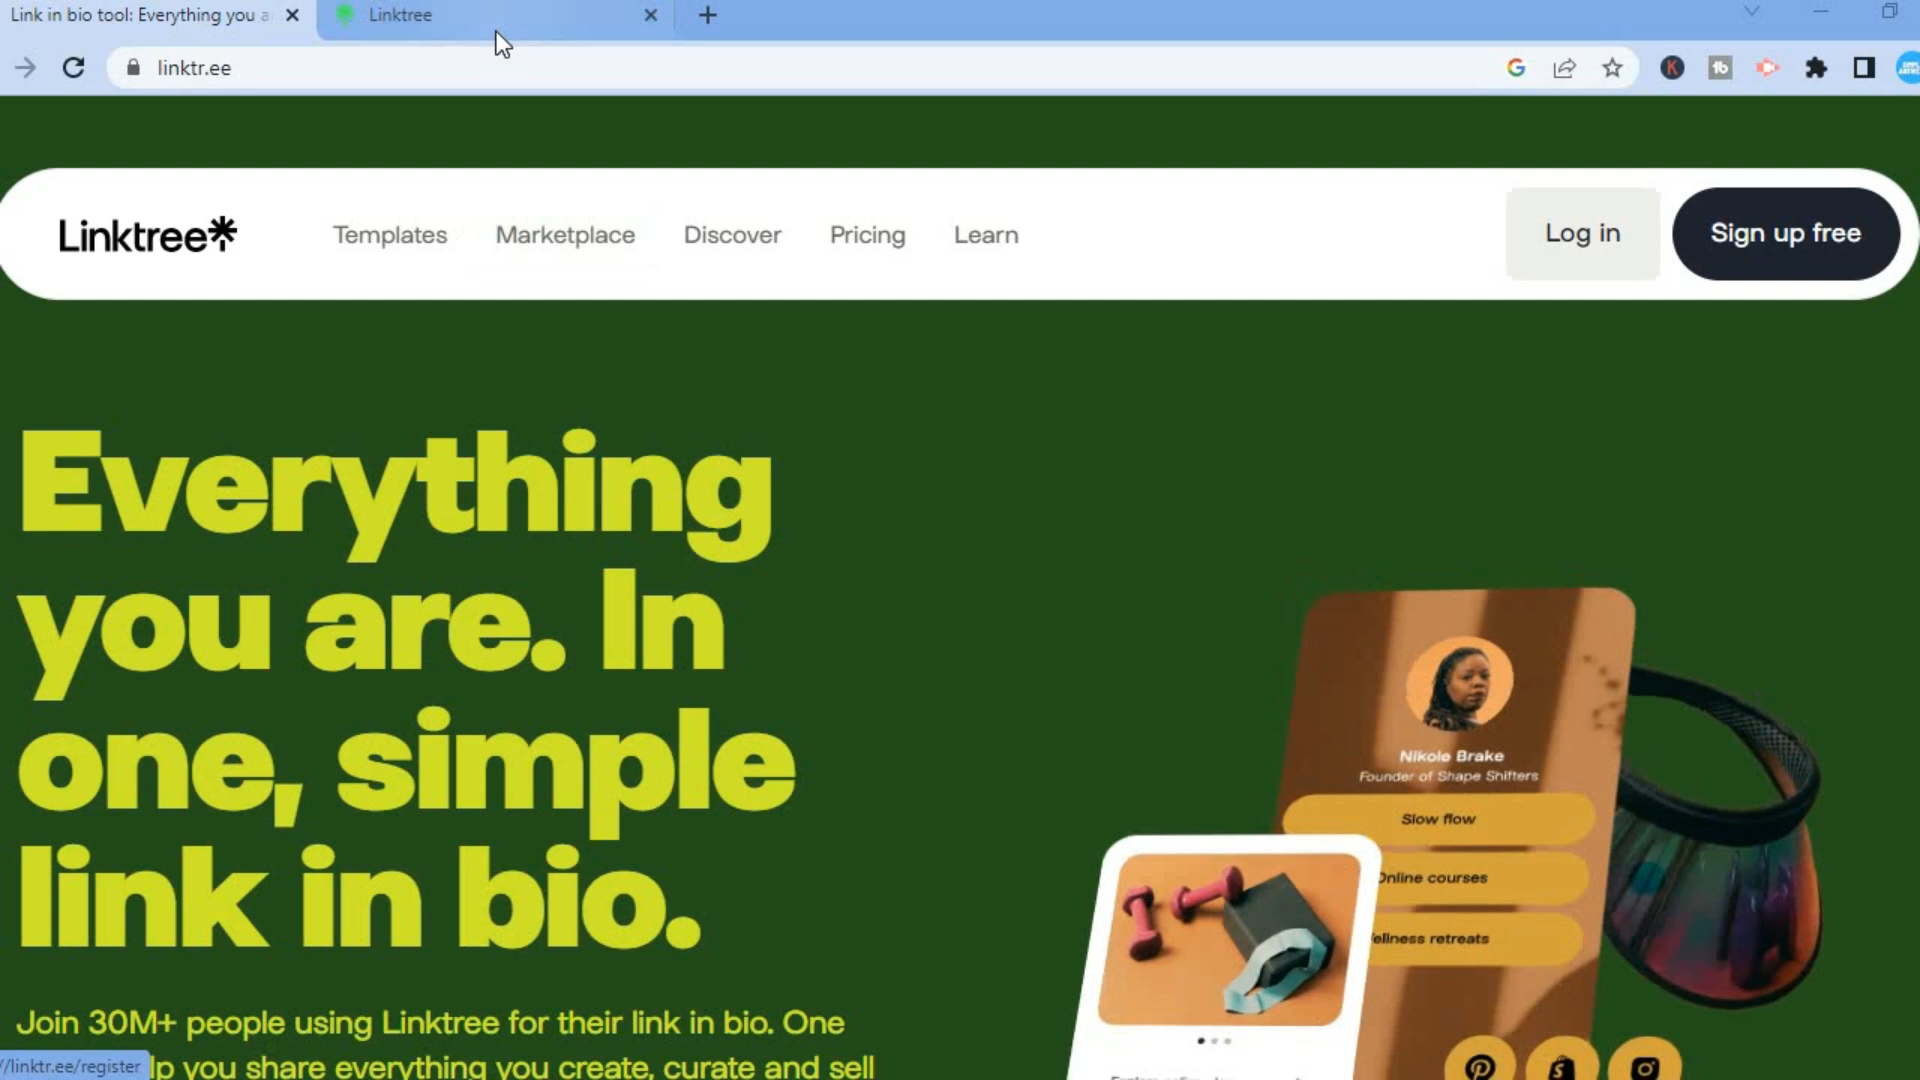 Link in bio tool: Everything you a
Linktree
linktr.ee
Linktree
Templates
Marketplace
Discover
Pricing
Learn
Log in
Sign up free
Everything
you are. In
one, simple
link in bio.
Nikole Brake
Founder of Shape Shifters
Slow flow
Online courses
ellness retreats
Join 30M+ people using Linktree for their link in bio. One
lp you share everything you create, curate and sell
//linktr.ee/register